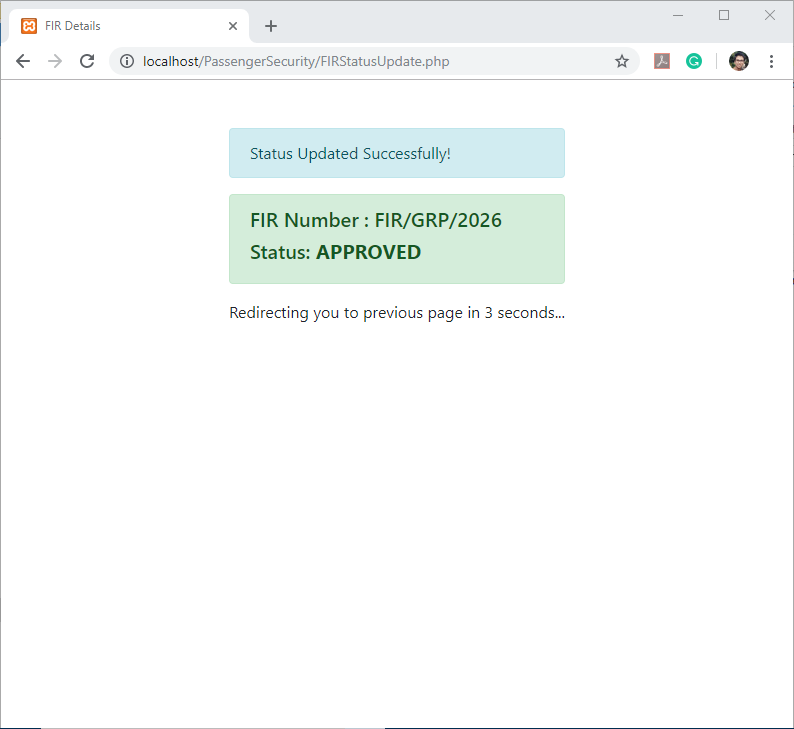 FIR Details
localhost/PassengerSecurity/FIRStatusUpdate.php
Status Updated Successfully!
FIR Number : FIR/GRP/2026
Status: APPROVED
Redirecting you to previous page in 3 seconds...